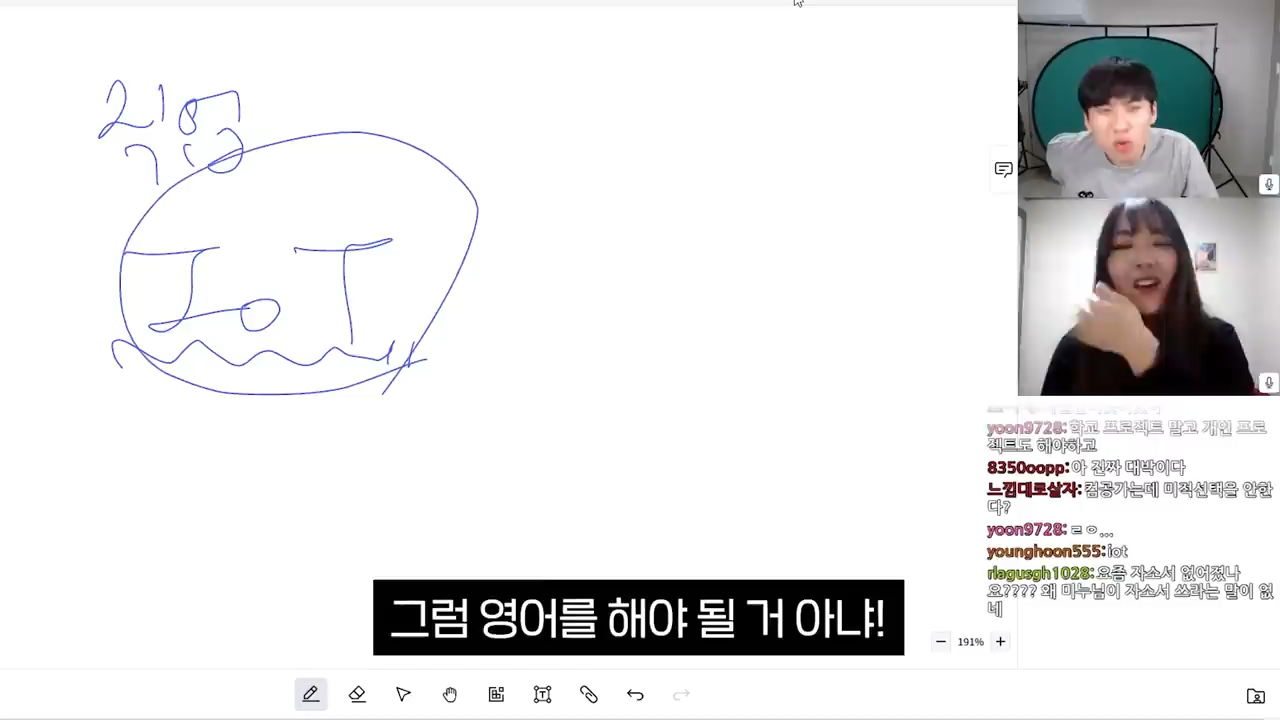 218
IoT
yoon9728: 학교 프로젝트 말고 개인 프로
젝트도 해야하고
8350oopp: 아 진짜 대박이다
느낌대로살자: 컴공가는데 미적선택을 안한
다?
yoon9728: ㄹㅇ...
younghoon555: iot
rlagusgh1028: 요즘 자소서 없어졌나
요???? 왜 미누님이 자소서 쓰라는 말이 없
네
그럼 영어를 해야 될 거 아냐!
191%